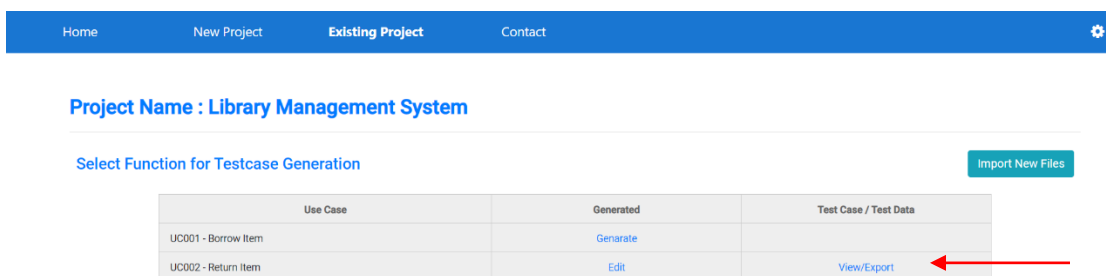 Home New Project Existing Project Contact
Project Name : Library Management System
Select Function for Testcase Generation Import New Files
Use Case Generated Test Case / Test Data
UC001 - Borrow Item Genarate
UC002 - Return Item Edit View/Export